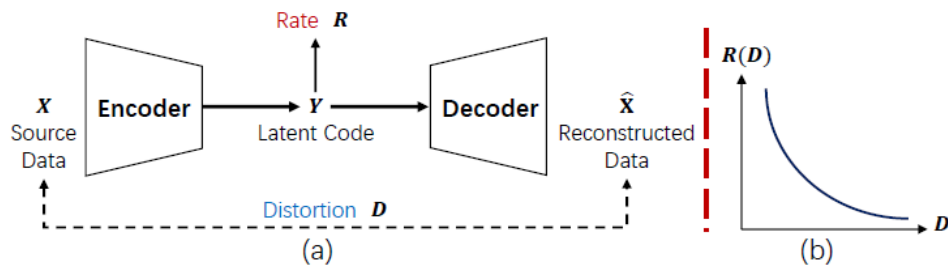 Rate R
R(D)
Encoder
Decoder
X
Y
X̂
Source
Data
Latent Code
Reconstructed
Data
Distortion D
D
(a)
(b)